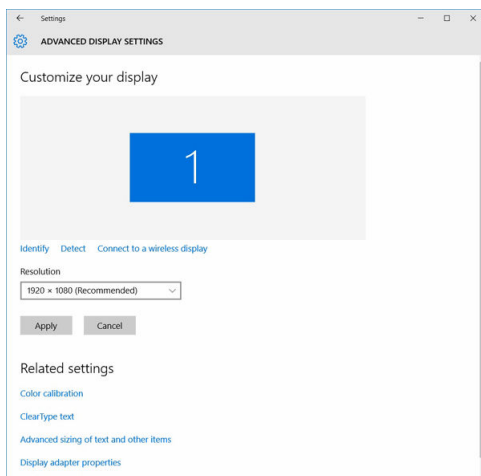 Settings
ADVANCED DISPLAY SETTINGS
Customize your display
1
Identify Detect Connect to a wireless display
Resolution
1920 × 1080 (Recommended)
Apply Cancel
Related settings
Color calibration
ClearType text
Advanced sizing of text and other items
Display adapter properties